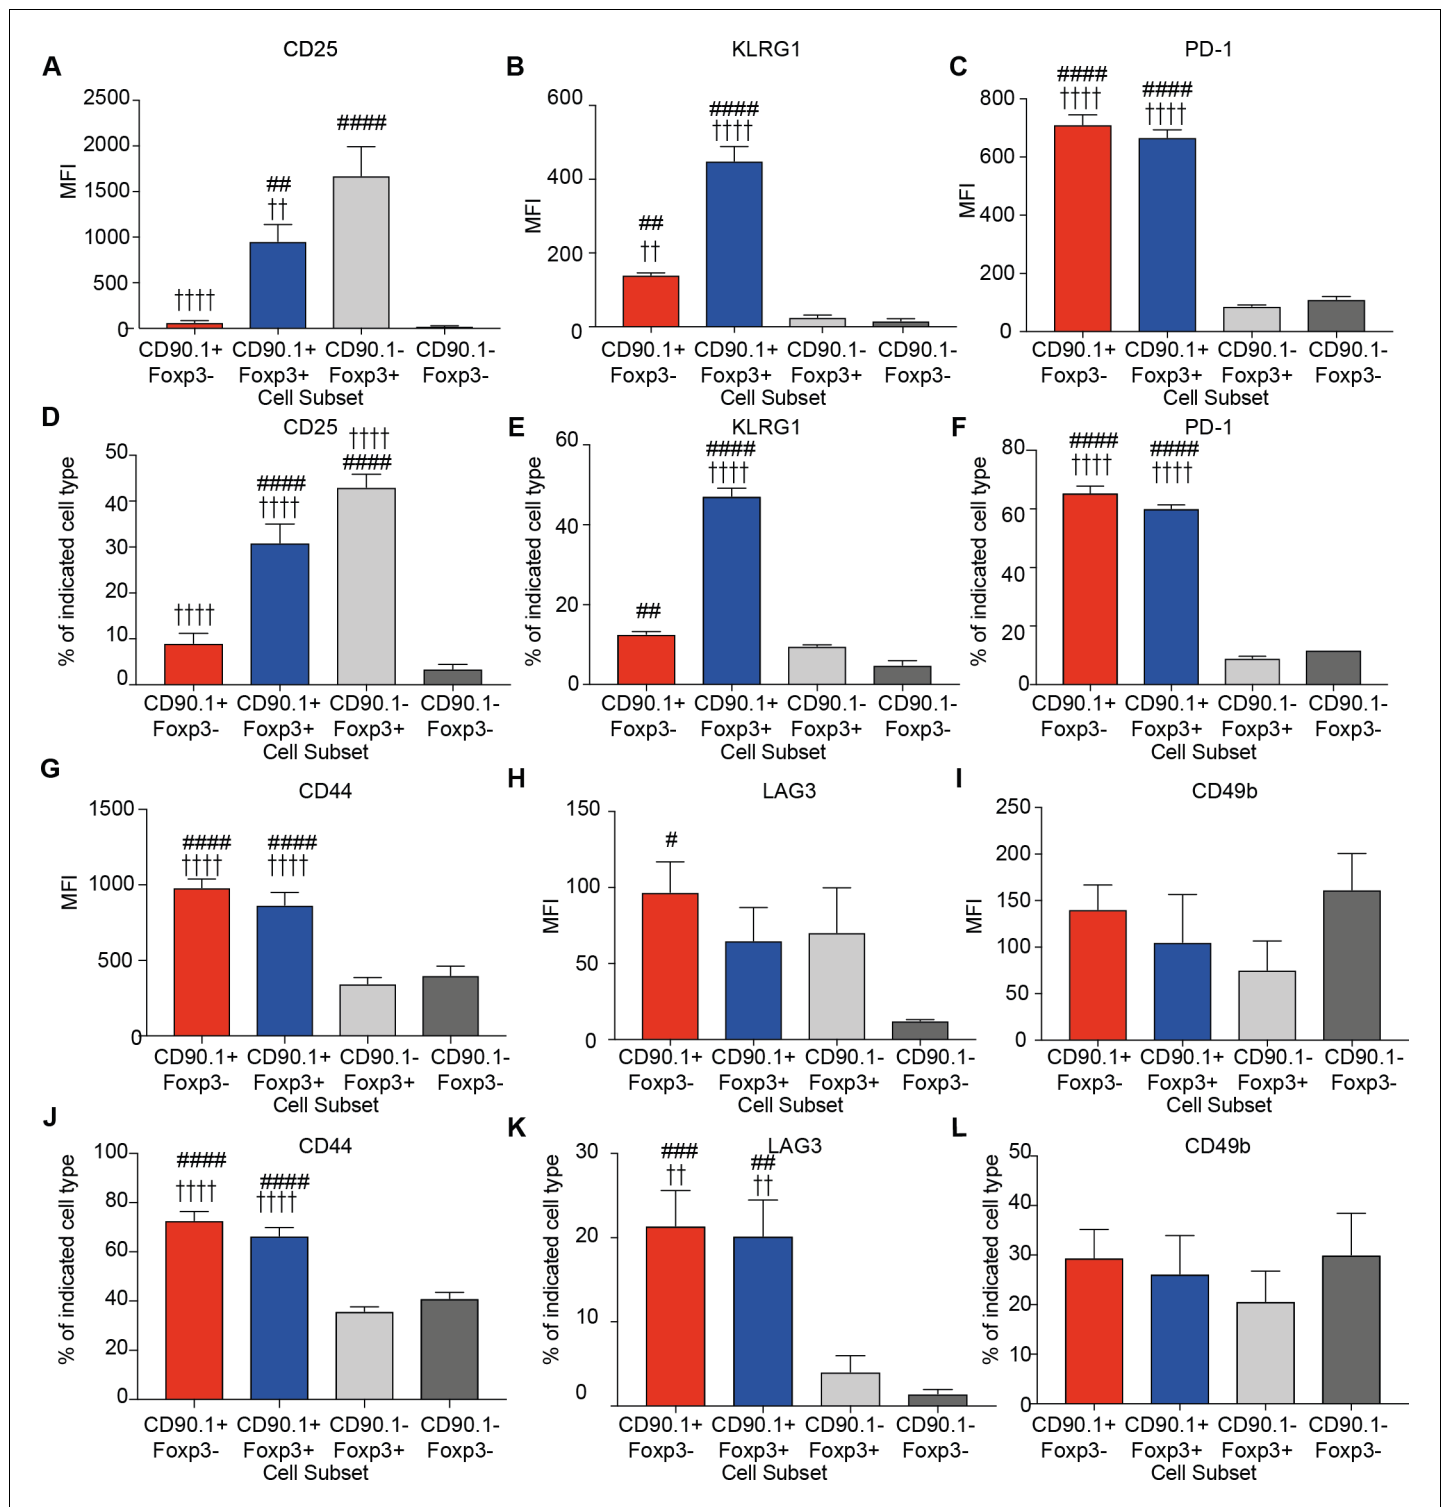 A
CD25
2500
2000
1500
1000
500
0
MFI
††††
##
††
####
CD90.1+ CD90.1+ CD90.1- CD90.1-
Foxp3- Foxp3+ Foxp3+ Foxp3-
Cell Subset
B
KLRG1
600
400
200
0
MFI
##
††
####
††††
CD90.1+ CD90.1+ CD90.1- CD90.1-
Foxp3- Foxp3+ Foxp3+ Foxp3-
Cell Subset
C
PD-1
800
600
400
200
0
MFI
####
††††
####
††††
CD90.1+ CD90.1+ CD90.1- CD90.1-
Foxp3- Foxp3+ Foxp3+ Foxp3-
Cell Subset
D
CD25
50
40
30
20
10
0
% of indicated cell type
††††
####
††††
††††
####
CD90.1+ CD90.1+ CD90.1- CD90.1-
Foxp3- Foxp3+ Foxp3+ Foxp3-
Cell Subset
E
KLRG1
60
40
20
0
% of indicated cell type
##
####
††††
CD90.1+ CD90.1+ CD90.1- CD90.1-
Foxp3- Foxp3+ Foxp3+ Foxp3-
Cell Subset
F
PD-1
80
60
40
20
0
% of indicated cell type
####
††††
####
††††
CD90.1+ CD90.1+ CD90.1- CD90.1-
Foxp3- Foxp3+ Foxp3+ Foxp3-
Cell Subset
G
CD44
1500
1000
500
0
MFI
####
††††
####
††††
CD90.1+ CD90.1+ CD90.1- CD90.1-
Foxp3- Foxp3+ Foxp3+ Foxp3-
Cell Subset
H
LAG3
150
100
50
0
MFI
#
CD90.1+ CD90.1+ CD90.1- CD90.1-
Foxp3- Foxp3+ Foxp3+ Foxp3-
Cell Subset
I
CD49b
250
200
150
100
50
0
MFI
CD90.1+ CD90.1+ CD90.1- CD90.1-
Foxp3- Foxp3+ Foxp3+ Foxp3-
Cell Subset
J
CD44
100
80
60
40
20
0
% of indicated cell type
####
††††
####
††††
CD90.1+ CD90.1+ CD90.1- CD90.1-
Foxp3- Foxp3+ Foxp3+ Foxp3-
Cell Subset
K
LAG3
30
20
10
0
% of indicated cell type
###
††
##
††
CD90.1+ CD90.1+ CD90.1- CD90.1-
Foxp3- Foxp3+ Foxp3+ Foxp3-
Cell Subset
L
CD49b
50
40
30
20
10
0
% of indicated cell type
CD90.1+ CD90.1+ CD90.1- CD90.1-
Foxp3- Foxp3+ Foxp3+ Foxp3-
Cell Subset